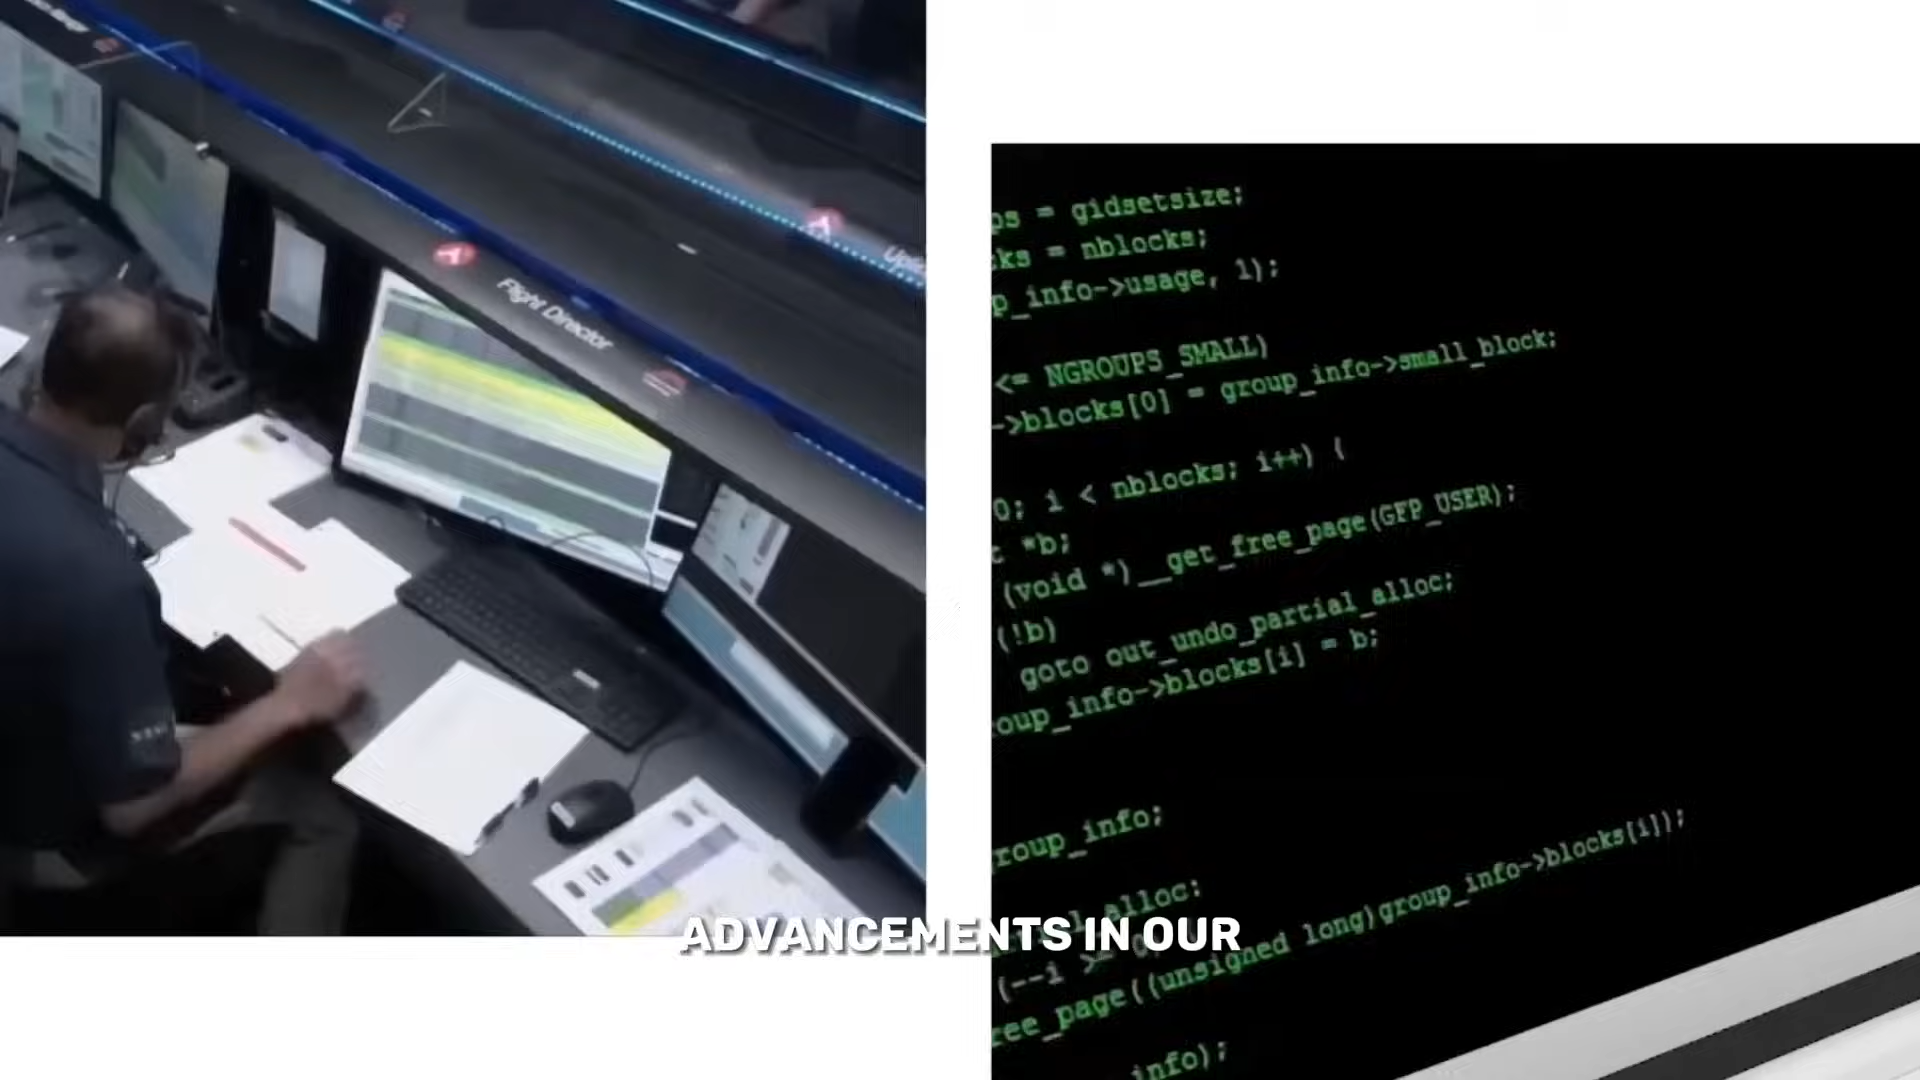 Flight Director
ps = gidsetsize;
ks = nblocks;
p_info->usage, 1);
<= NGROUPS_SMALL)
->blocks[0] = group_info->small_block;
0; i < nblocks; i++) {
t *b;
(void *)__get_free_page(GFP_USER);
(!b)
goto out_undo_partial_alloc;
oup_info->blocks[i] = b;
roup_info;
alloc:
(--i >= 0
ree_page((unsigned long)group_info->blocks[i]);
info);
ADVANCEMENTS IN OUR